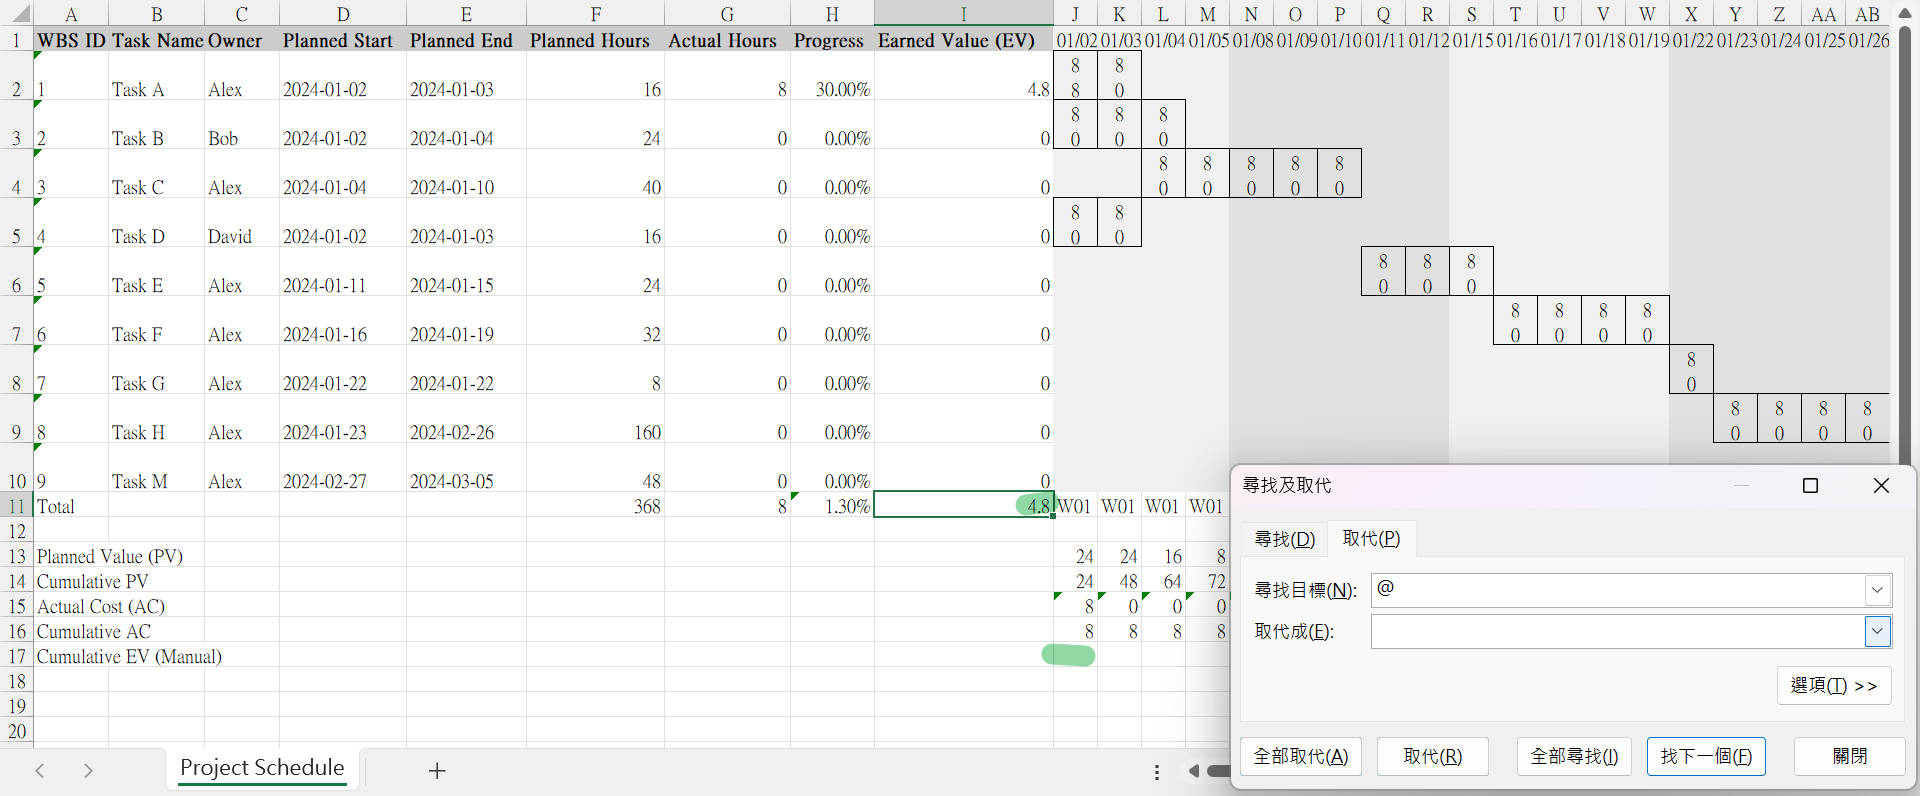 A B C D E F G H I J K L M N O P Q R S T U V W X Y Z AA AB
1 WBS ID Task Name Owner Planned Start Planned End Planned Hours Actual Hours Progress Earned Value (EV) 01/02 01/03 01/04 01/05 01/08 01/09 01/10 01/11 01/12 01/15 01/16 01/17 01/18 01/19 01/22 01/23 01/24 01/25 01/26
8 8
2 1 Task A Alex 2024-01-02 2024-01-03 16 8 30.00% 4.8 8 0
8 8 8
3 2 Task B Bob 2024-01-02 2024-01-04 24 0 0.00% 0 0 0 0
8 8 8 8 8
4 3 Task C Alex 2024-01-04 2024-01-10 40 0 0.00% 0 0 0 0 0 0
8 8
5 4 Task D David 2024-01-02 2024-01-03 16 0 0.00% 0 0 0
8 8 8
6 5 Task E Alex 2024-01-11 2024-01-15 24 0 0.00% 0 0 0 0
8 8 8 8
7 6 Task F Alex 2024-01-16 2024-01-19 32 0 0.00% 0 0 0 0 0
8
8 7 Task G Alex 2024-01-22 2024-01-22 8 0 0.00% 0 0
8 8 8 8
9 8 Task H Alex 2024-01-23 2024-02-26 160 0 0.00% 0 0 0 0 0
10 9 Task M Alex 2024-02-27 2024-03-05 48 0 0.00% 0
11 Total 368 8 1.30% 4.8 W01 W01 W01 W01
12
13 Planned Value (PV) 24 24 16 8
14 Cumulative PV 24 48 64 72
15 Actual Cost (AC) 8 0 0 0
16 Cumulative AC 8 8 8 8
17 Cumulative EV (Manual)
18
19
20
Project Schedule
尋找及取代
尋找(D) 取代(P)
尋找目標(N): @
取代成(E):
選項(T) >>
全部取代(A) 取代(R) 全部尋找(I) 找下一個(F) 關閉